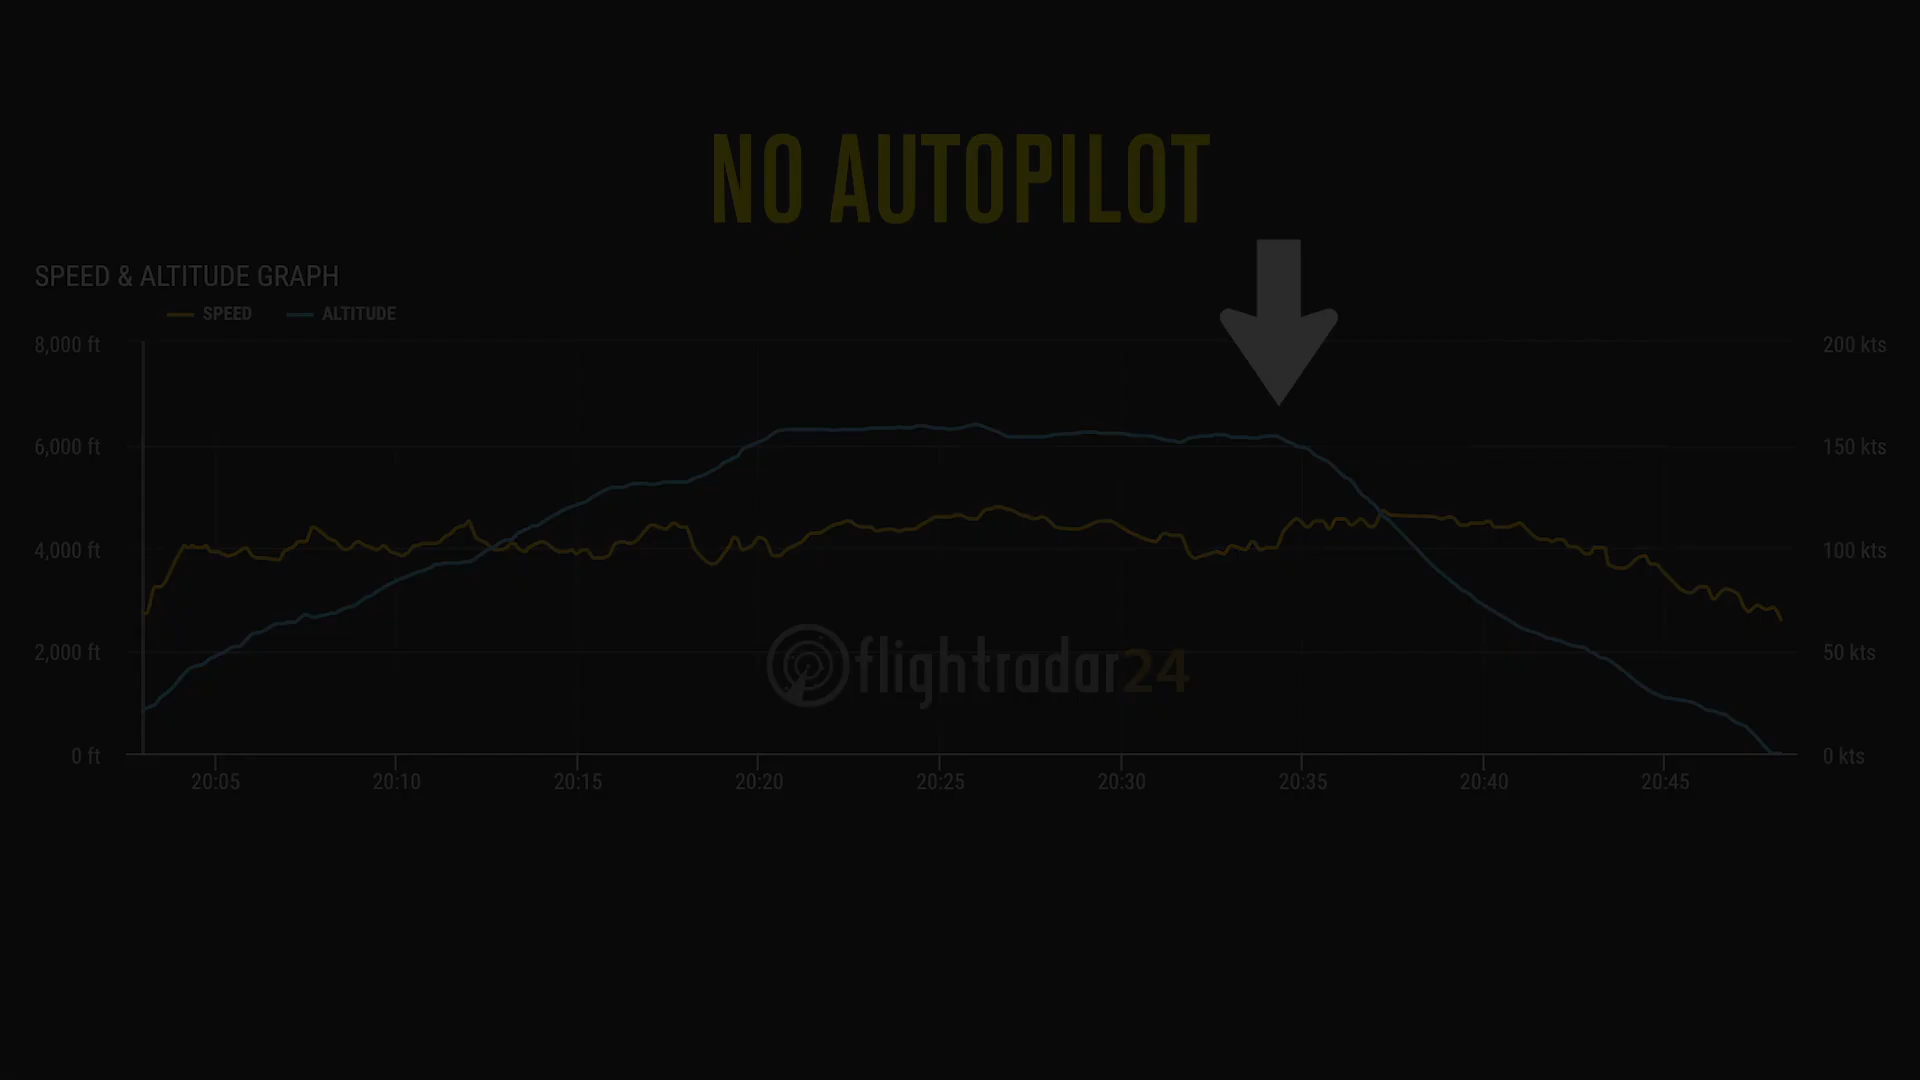 NO AUTOPILOT
SPEED & ALTITUDE GRAPH
SPEED ALTITUDE
8,000 ft 200 kts
6,000 ft 150 kts
4,000 ft 100 kts
2,000 ft 50 kts
flightradar24
0 ft 0 kts
20:05 20:10 20:15 20:20 20:25 20:30 20:35 20:40 20:45